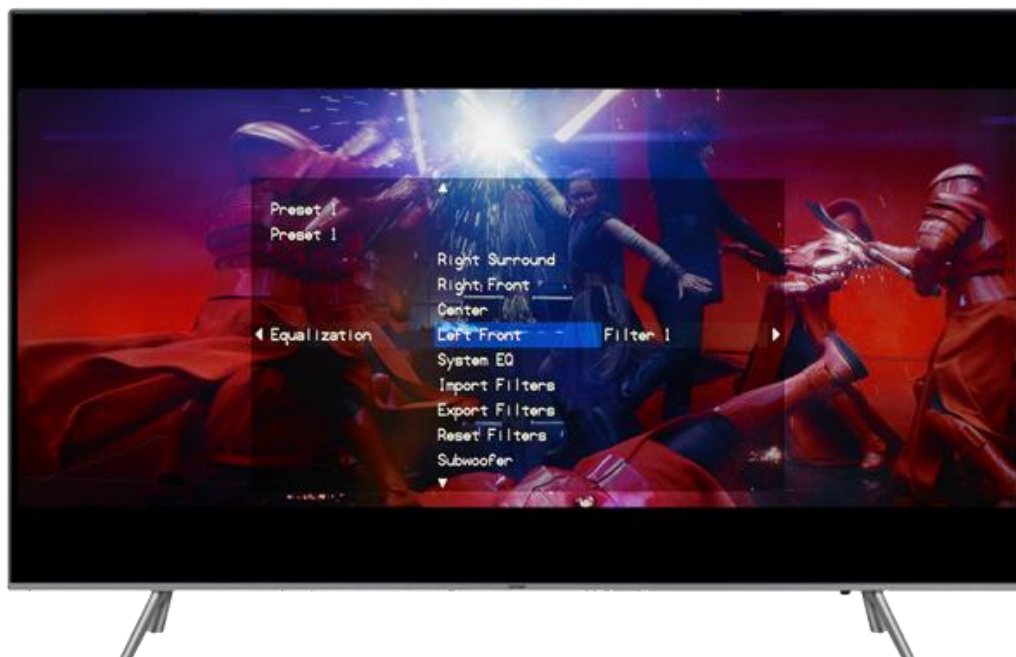 Preset 1
Preset 1
Right Surround
Right Front
Center
Equalization Left Front Filter 1
System EQ
Import Filters
Export Filters
Reset Filters
Subwoofer